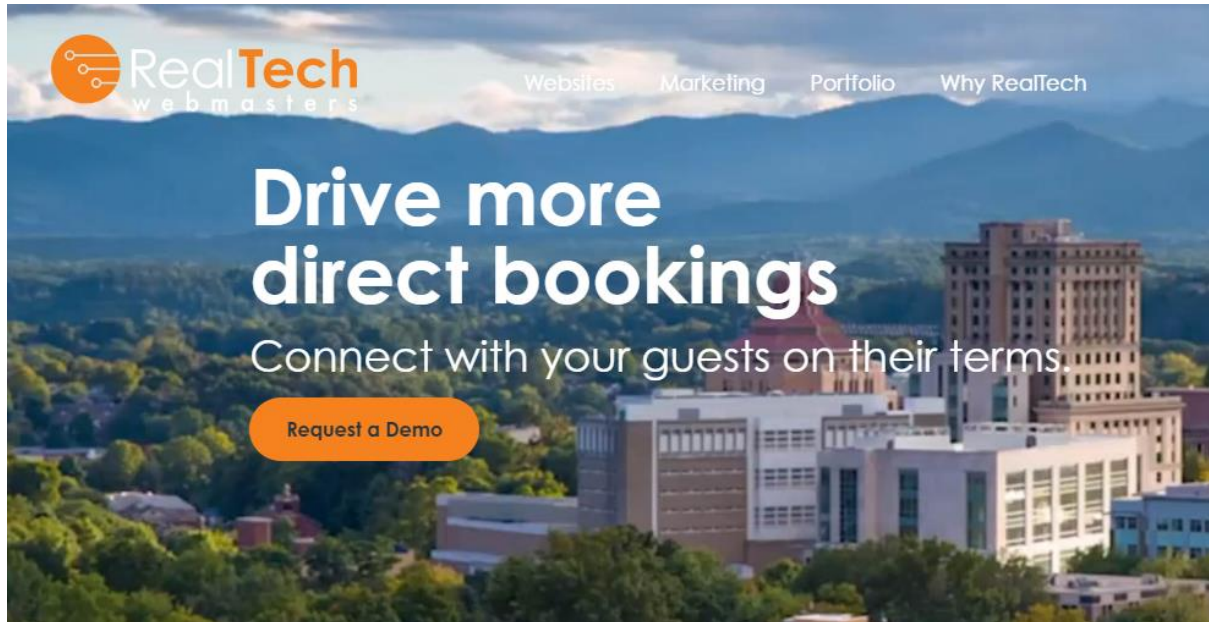 RealTech
webmasters
Websites Marketing Portfolio Why RealTech
Drive more
direct bookings
Connect with your guests on their terms.
Request a Demo